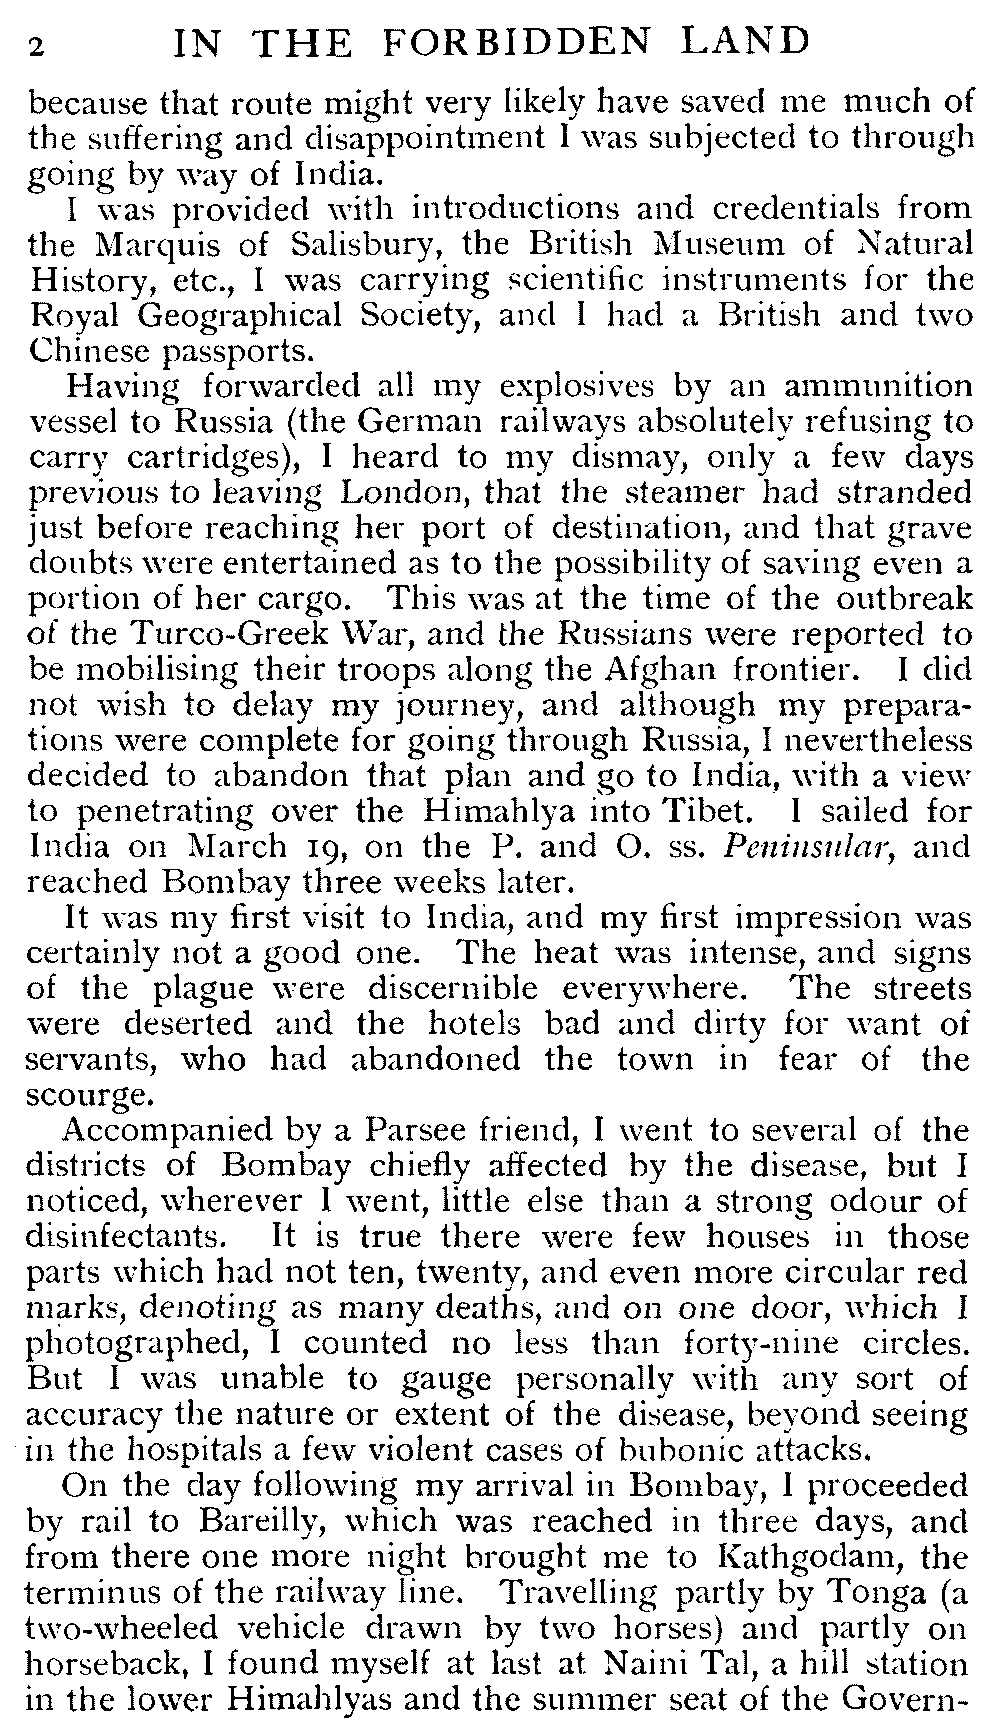 2 IN THE FORBIDDEN LAND
because that route might very likely have saved me much of
the suffering and disappointment I was subjected to through
going by way of India.
I was provided with introductions and credentials from
the Marquis of Salisbury, the British Museum of Natural
History, etc., I was carrying scientific instruments for the
Royal Geographical Society, and I had a British and two
Chinese passports.
Having forwarded all my explosives by an ammunition
vessel to Russia (the German railways absolutely refusing to
carry cartridges), I heard to my dismay, only a few days
previous to leaving London, that the steamer had stranded
just before reaching her port of destination, and that grave
doubts were entertained as to the possibility of saving even a
portion of her cargo. This was at the time of the outbreak
of the Turco-Greek War, and the Russians were reported to
be mobilising their troops along the Afghan frontier. I did
not wish to delay my journey, and although my prepara-
tions were complete for going through Russia, I nevertheless
decided to abandon that plan and go to India, with a view
to penetrating over the Himahlya into Tibet. I sailed for
India on March 19, on the P. and O. ss. Peninsular, and
reached Bombay three weeks later.
It was my first visit to India, and my first impression was
certainly not a good one. The heat was intense, and signs
of the plague were discernible everywhere. The streets
were deserted and the hotels bad and dirty for want of
servants, who had abandoned the town in fear of the
scourge.
Accompanied by a Parsee friend, I went to several of the
districts of Bombay chiefly affected by the disease, but I
noticed, wherever I went, little else than a strong odour of
disinfectants. It is true there were few houses in those
parts which had not ten, twenty, and even more circular red
marks, denoting as many deaths, and on one door, which I
photographed, I counted no less than forty-nine circles.
But I was unable to gauge personally with any sort of
accuracy the nature or extent of the disease, beyond seeing
in the hospitals a few violent cases of bubonic attacks.
On the day following my arrival in Bombay, I proceeded
by rail to Bareilly, which was reached in three days, and
from there one more night brought me to Kathgodam, the
terminus of the railway line. Travelling partly by Tonga (a
two-wheeled vehicle drawn by two horses) and partly on
horseback, I found myself at last at Naini Tal, a hill station
in the lower Himahlyas and the summer seat of the Govern-